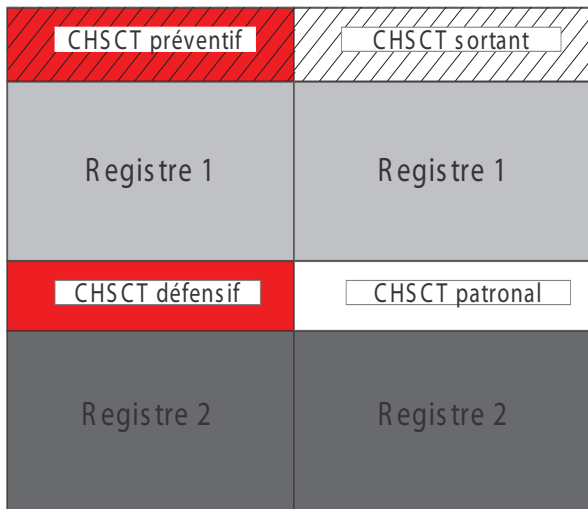 CHSCT préventif
CHSCT sortant
Registre 1
Registre 1
CHSCT défensif
CHSCT patronal
Registre 2
Registre 2